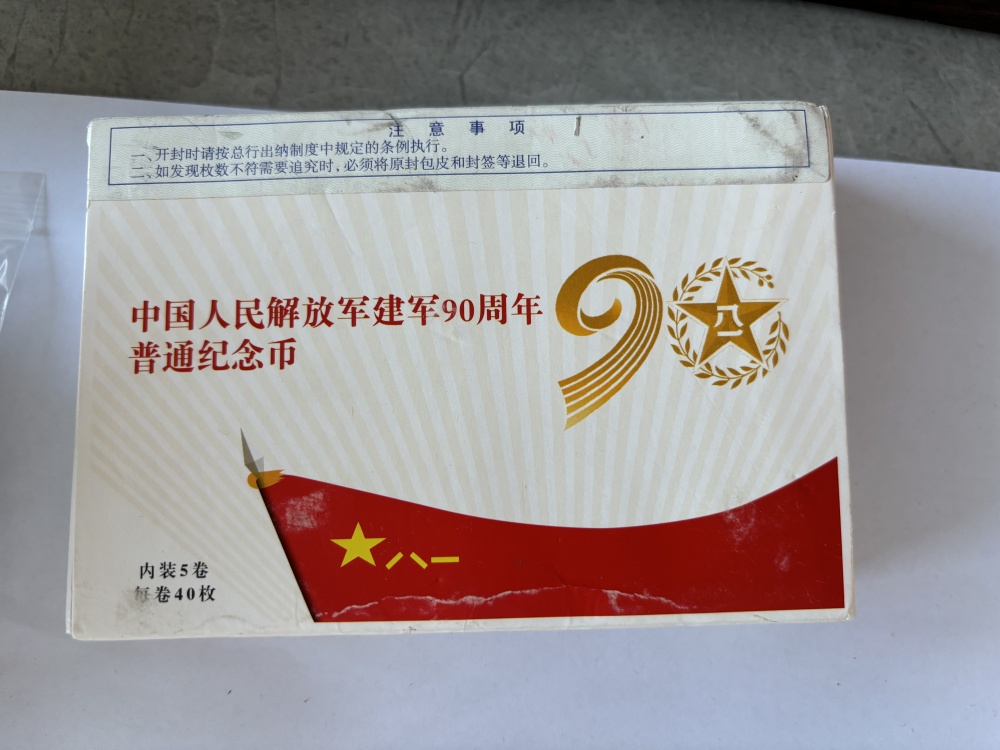 注意事项
一、开封时请按总行出纳制度中规定的条例执行。
二、如发现枚数不符需要追究时，必须将原封包皮和封签等退回。
中国人民解放军建军90周年
普通纪念币
90
八一
八一
内装5卷
每卷40枚